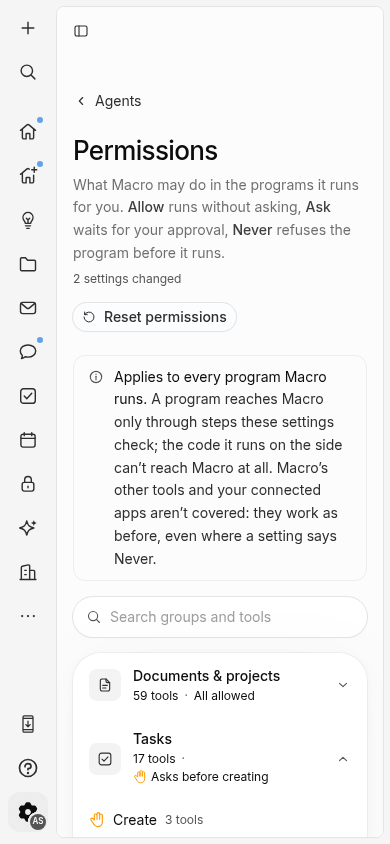 Agents
Permissions
What Macro may do in the programs it runs
for you. Allow runs without asking, Ask
waits for your approval, Never refuses the
program before it runs.
2 settings changed
Reset permissions
Applies to every program Macro
runs. A program reaches Macro
only through steps these settings
check; the code it runs on the side
can’t reach Macro at all. Macro’s
other tools and your connected
apps aren’t covered: they work as
before, even where a setting says
Never.
Search groups and tools
Documents & projects
59 tools · All allowed
Tasks
17 tools ·
Asks before creating
Create 3 tools
AS